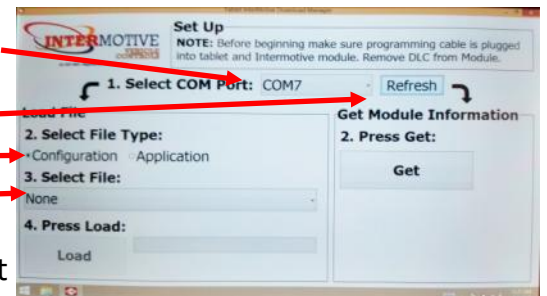 INTERMOTIVE
Set Up
NOTE: Before beginning make sure programming cable is plugged
into tablet and Intermotive module. Remove DLC from Module.
1. Select COM Port: COM7 Refresh
Load File
Get Module Information
2. Select File Type:
2. Press Get:
Configuration Application
Get
3. Select File:
None
4. Press Load:
Load
t